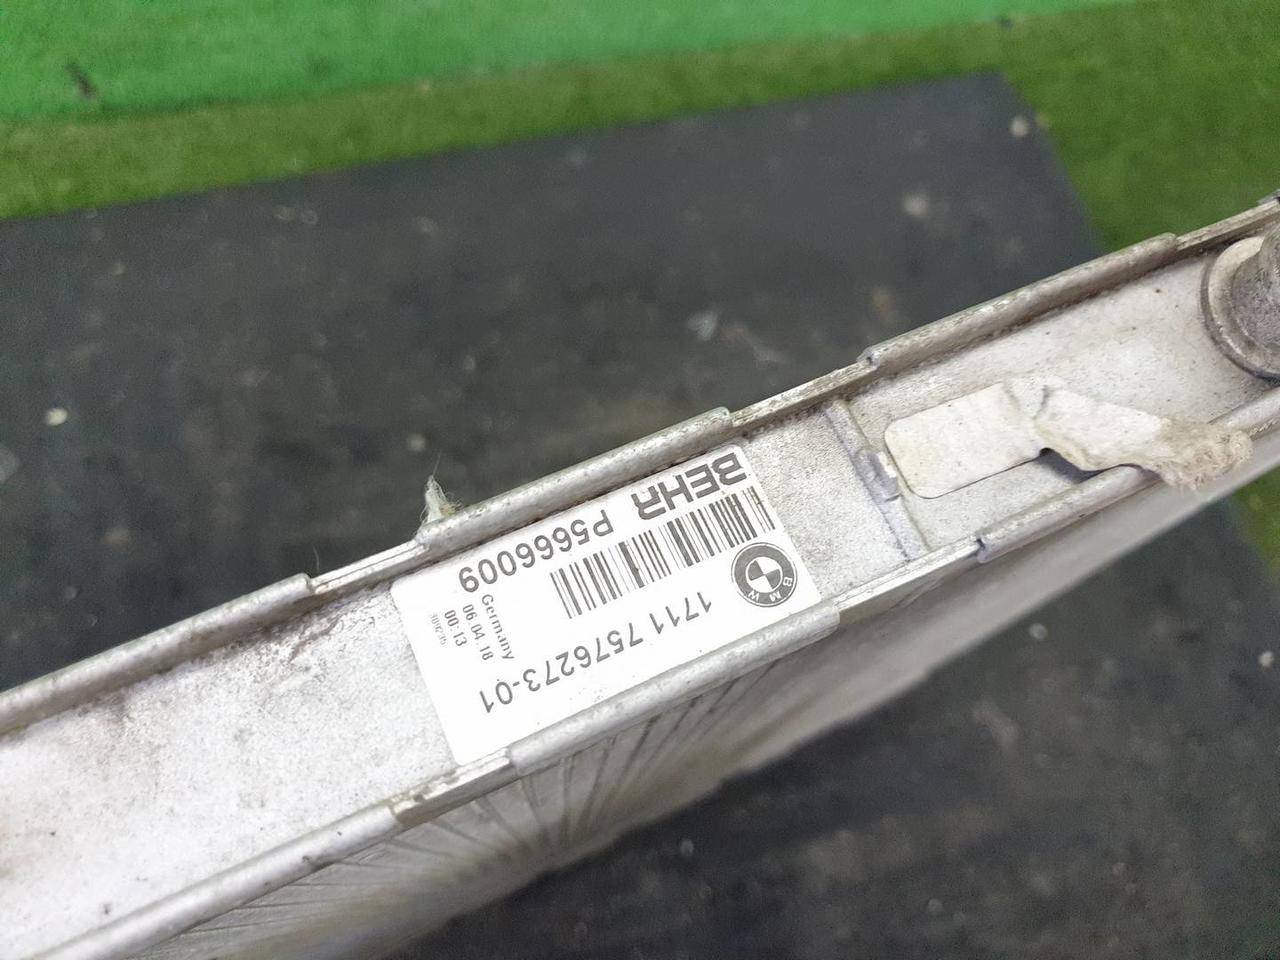 1711 7576273-01
BMW
Germany
06.04.18
00:13
P5666009
BEHR